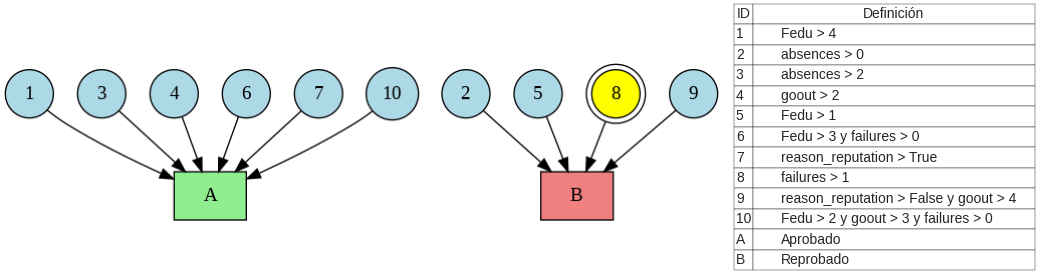 1 3 4 6 7 10 2 5 8 9
A B
ID Definición
1 Fedu > 4
2 absences > 0
3 absences > 2
4 goout > 2
5 Fedu > 1
6 Fedu > 3 y failures > 0
7 reason_reputation > True
8 failures > 1
9 reason_reputation > False y goout > 4
10 Fedu > 2 y goout > 3 y failures > 0
A Aprobado
B Reprobado